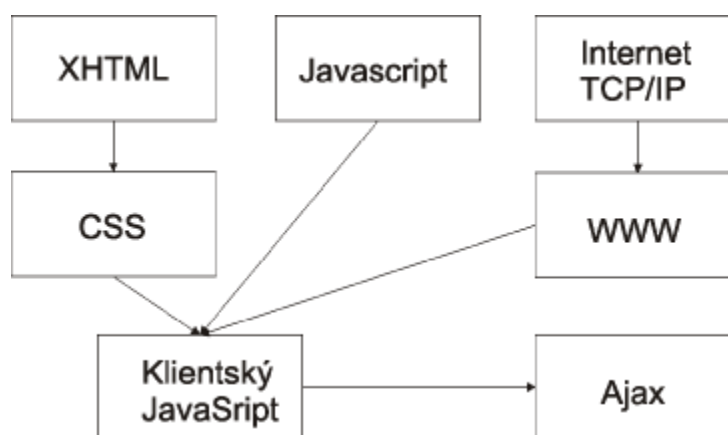 XHTML
Javascript
Internet
TCP/IP
CSS
WWW
Klientský
JavaSript
Ajax